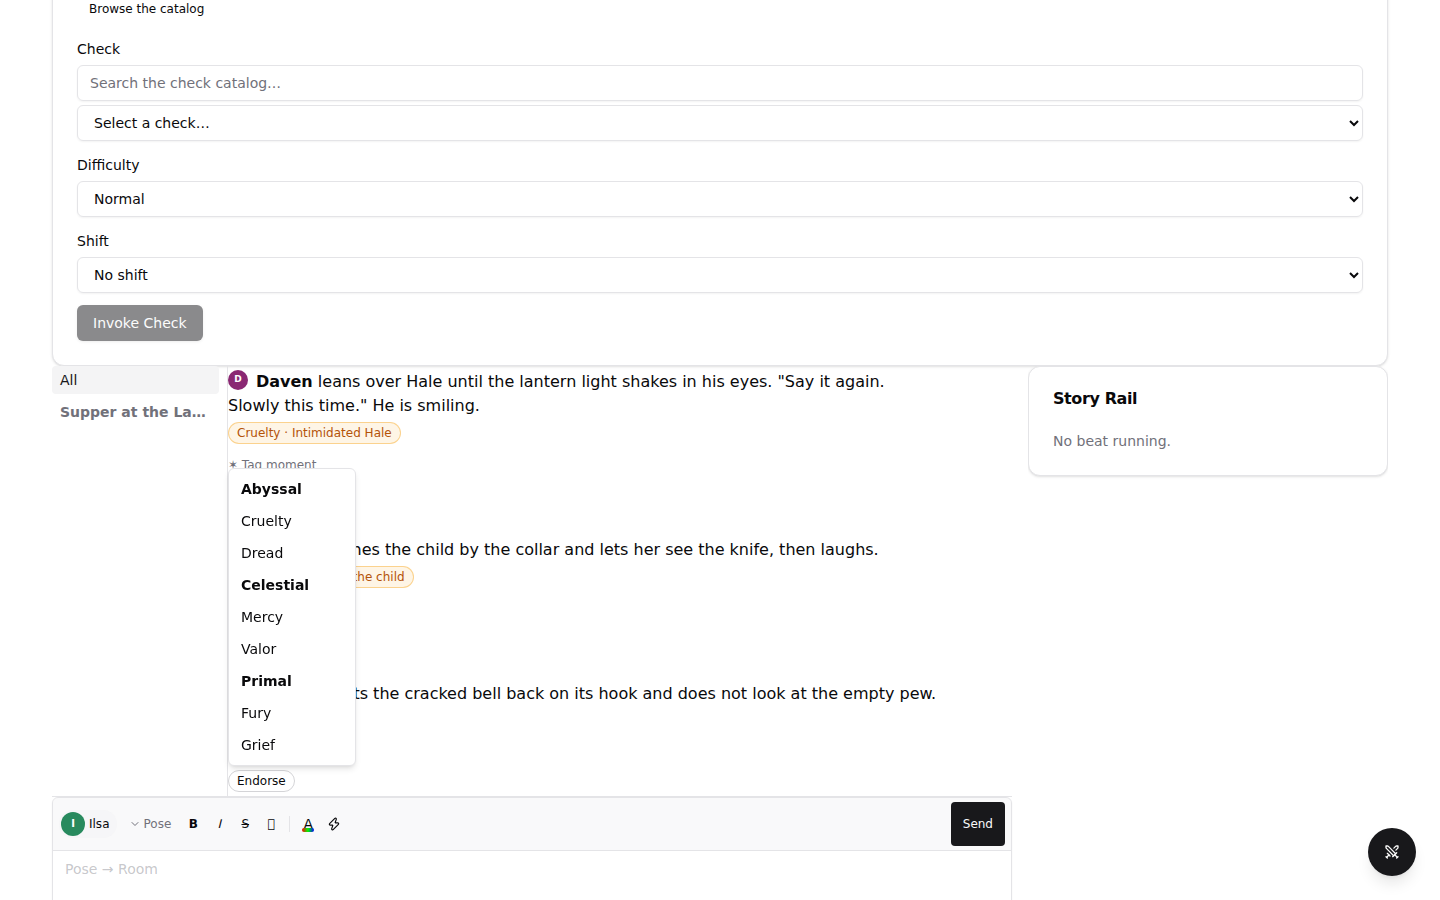 Browse the catalog
Check
Search the check catalog…
Select a check…
Difficulty
Normal
Shift
No shift
Invoke Check
All
Supper at the La…
D Daven leans over Hale until the lantern light shakes in his eyes. "Say it again.
Slowly this time." He is smiling.
Cruelty · Intimidated Hale
✶ Tag moment
Abyssal
Cruelty
Dread
Celestial
Mercy
Valor
Primal
Fury
Grief
the child by the collar and lets her see the knife, then laughs.
the child
the cracked bell back on its hook and does not look at the empty pew.
Endorse
Story Rail
No beat running.
I Ilsa Pose B I S A Send
Pose → Room